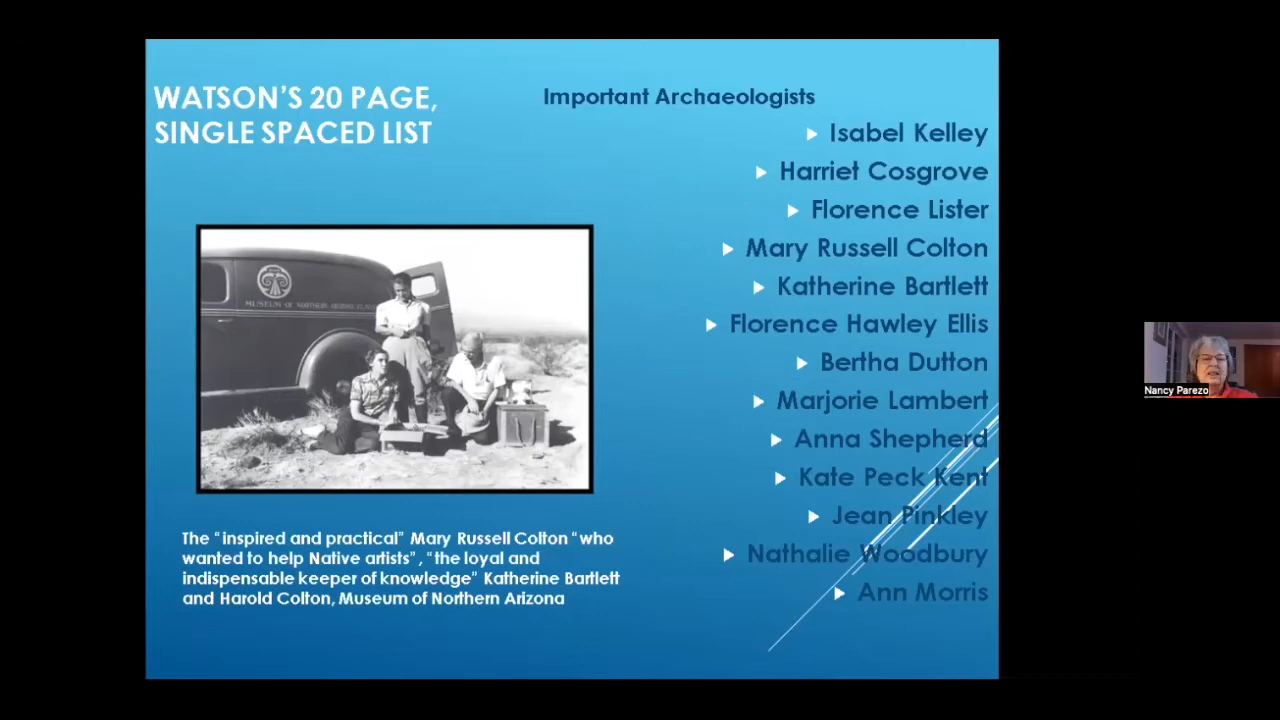 WATSON'S 20 PAGE,
SINGLE SPACED LIST
Important Archaeologists
Isabel Kelley
Harriet Cosgrove
Florence Lister
Mary Russell Colton
Katherine Bartlett
Florence Hawley Ellis
Bertha Dutton
Marjorie Lambert
Anna Shepherd
Kate Peck Kent
Jean Pinkley
Nathalie Woodbury
Ann Morris
MUSEUM OF NORTHERN ARIZONA
The "inspired and practical" Mary Russell Colton "who
wanted to help Native artists", "the loyal and
indispensable keeper of knowledge" Katherine Bartlett
and Harold Colton, Museum of Northern Arizona
Nancy Parezo